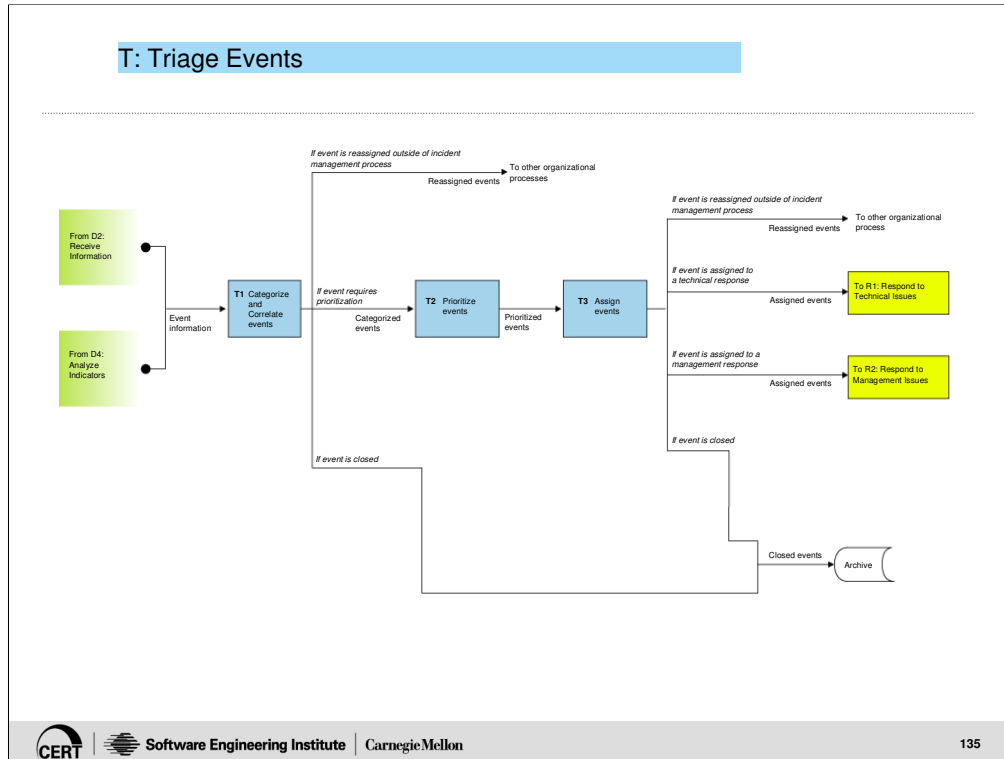 T: Triage Events
If event is reassigned outside of incident
management process
Reassigned events
To other organizational
processes
From D2:
Receive
Information
From D4:
Analyze
Indicators
Event
information
T1 Categorize
and
Correlate
events
If event requires
prioritization
Categorized
events
T2 Prioritize
events
Prioritized
events
T3 Assign
events
If event is reassigned outside of incident
management process
Reassigned events
To other organizational
process
If event is assigned to
a technical response
Assigned events
To R1: Respond to
Technical Issues
If event is assigned to a
management response
Assigned events
To R2: Respond to
Management Issues
If event is closed
If event is closed
Closed events
Archive
CERT
Software Engineering Institute
Carnegie Mellon
135